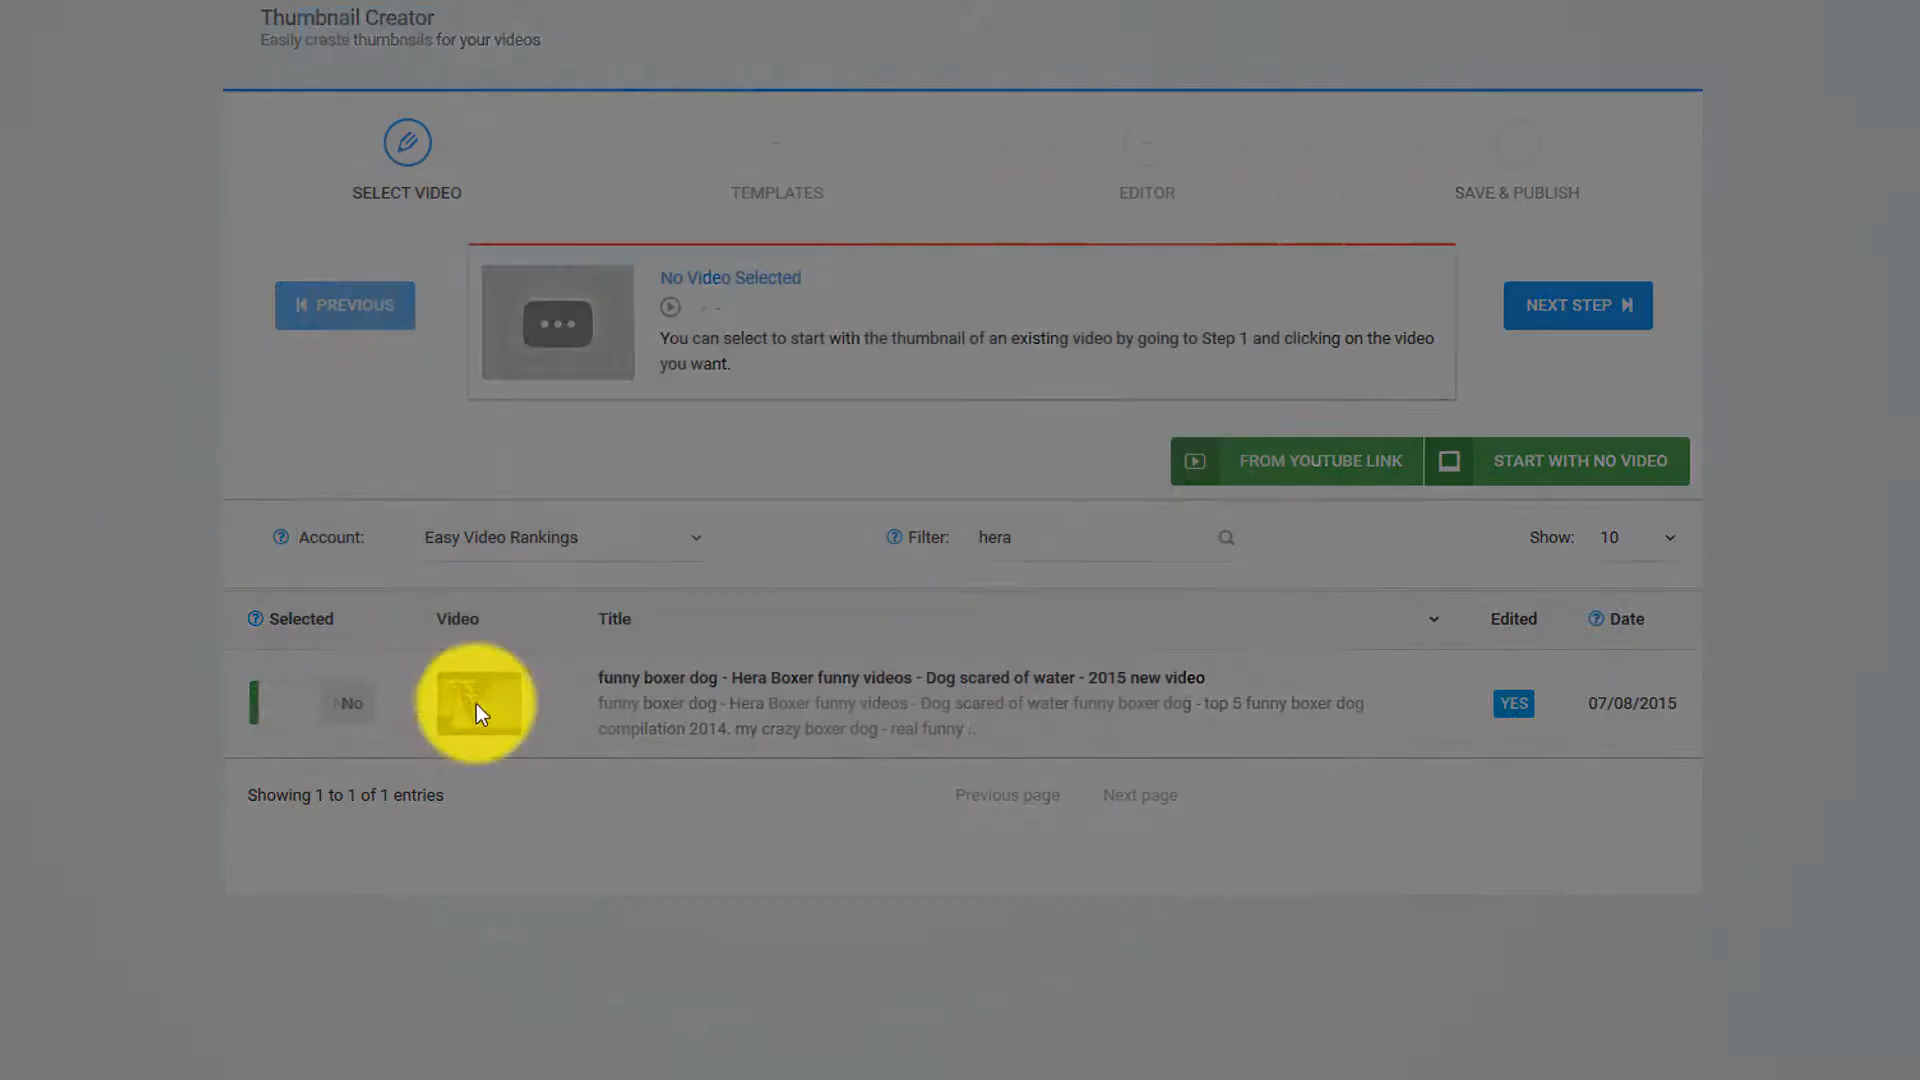 Thumbnail Creator
Easily create thumbnails for your videos
SELECT VIDEO
TEMPLATES
EDITOR
SAVE & PUBLISH
PREVIOUS
No Video Selected
- -
You can select to start with the thumbnail of an existing video by going to Step 1 and clicking on the video
you want.
NEXT STEP
FROM YOUTUBE LINK
START WITH NO VIDEO
Account: Easy Video Rankings
Filter: hera
Show: 10
Selected Video Title Edited Date
No
funny boxer dog - Hera Boxer funny videos - Dog scared of water - 2015 new video
funny boxer dog - Hera Boxer funny videos - Dog scared of water funny boxer dog - top 5 funny boxer dog
compilation 2014. my crazy boxer dog - real funny ..
YES
07/08/2015
Showing 1 to 1 of 1 entries
Previous page Next page